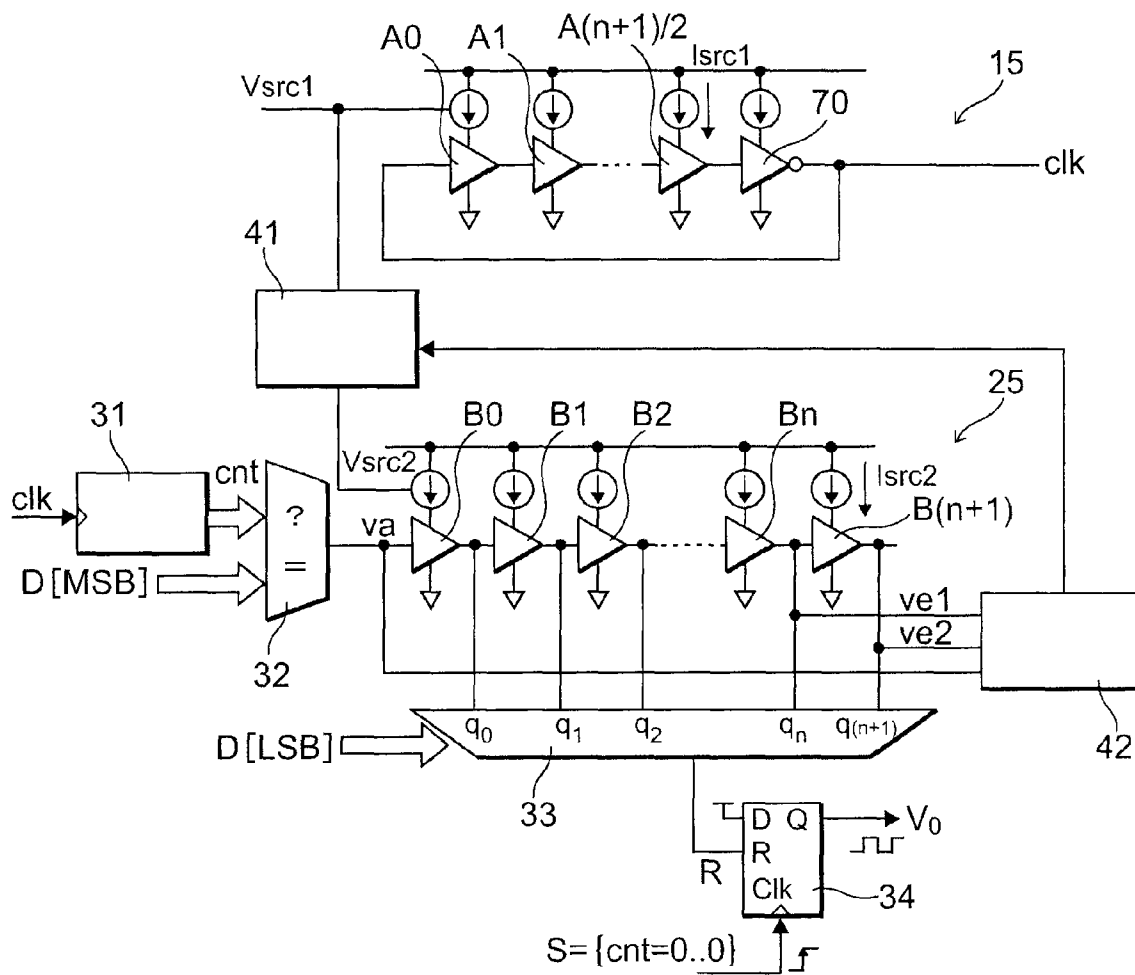 A0
A1
A(n+1)/2
Isrc1
15
Vsrc1
70
clk
41
25
31
B0
B1
B2
Bn
cnt
Vsrc2
Isrc2
clk
?
=
va
B(n+1)
D[MSB]
ve1
ve2
32
q0
q1
q2
qn
q(n+1)
42
D[LSB]
33
D Q
V0
R
R
Clk
34
S={cnt=0..0}